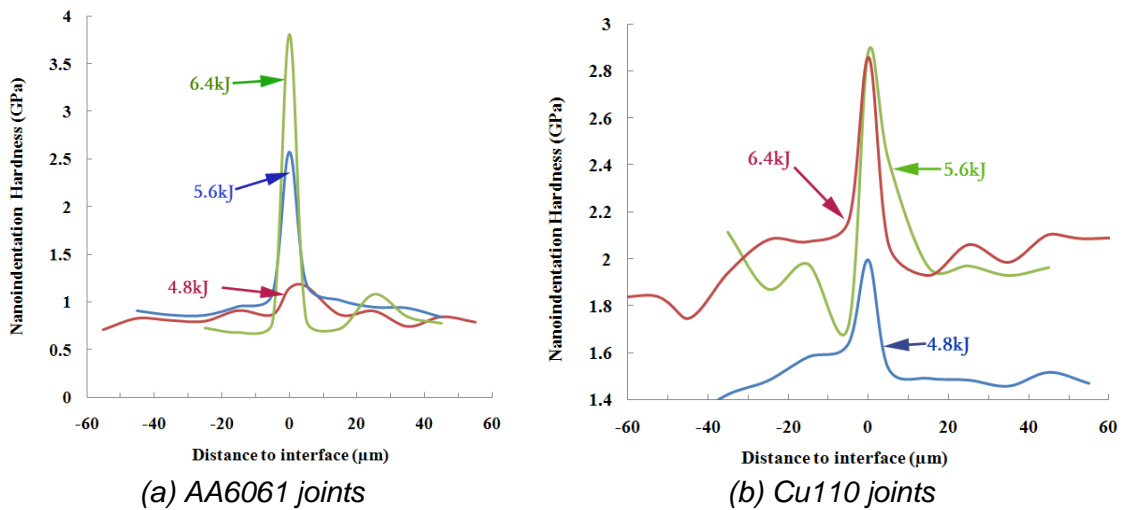 Nanoindentation Hardness (GPa)
4
3.5
3
2.5
2
1.5
1
0.5
0
6.4kJ
5.6kJ
4.8kJ
-60 -40 -20 0 20 40 60
Distance to interface (µm)
(a) AA6061 joints
Nanoindentation Hardness (GPa)
3
2.8
2.6
2.4
2.2
2
1.8
1.6
1.4
6.4kJ
5.6kJ
4.8kJ
-60 -40 -20 0 20 40 60
Distance to interface (µm)
(b) Cu110 joints